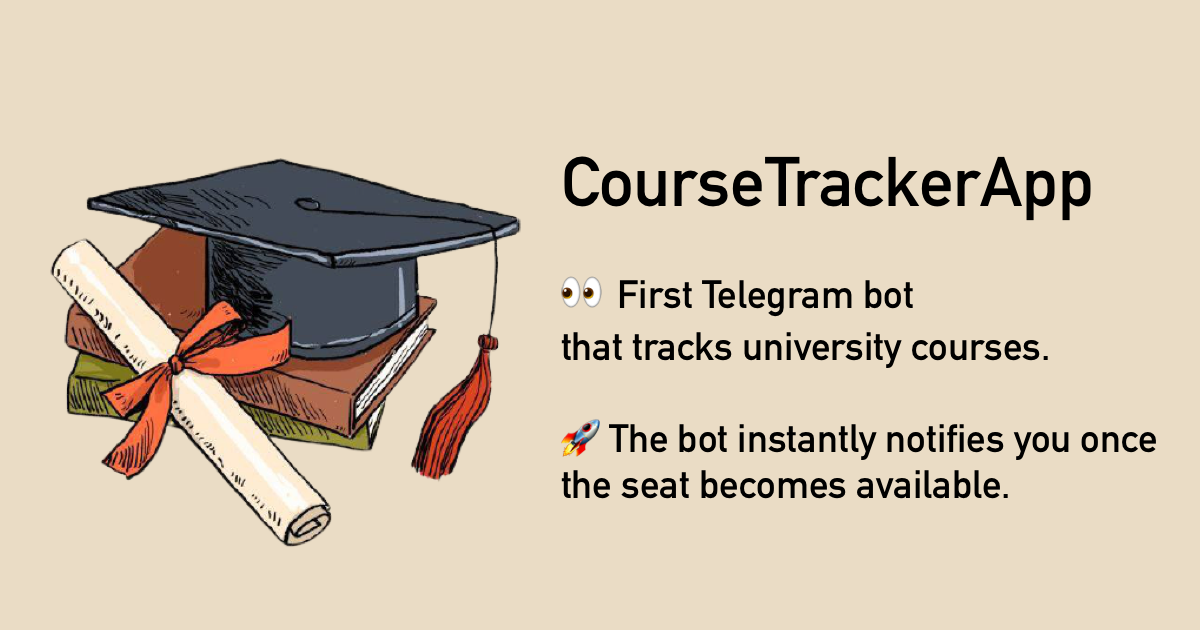 CourseTrackerApp
👀 First Telegram bot
that tracks university courses.
🚀 The bot instantly notifies you once
the seat becomes available.